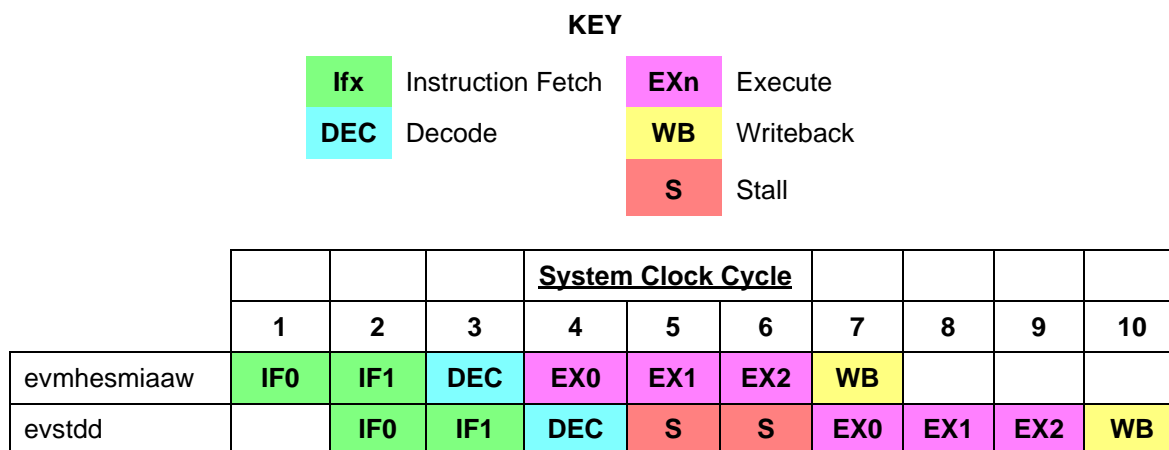 KEY
Ifx Instruction Fetch EXn Execute
DEC Decode WB Writeback
S Stall
System Clock Cycle
1 2 3 4 5 6 7 8 9 10
evmhesmiaaw IF0 IF1 DEC EX0 EX1 EX2 WB
evstdd IF0 IF1 DEC S S EX0 EX1 EX2 WB